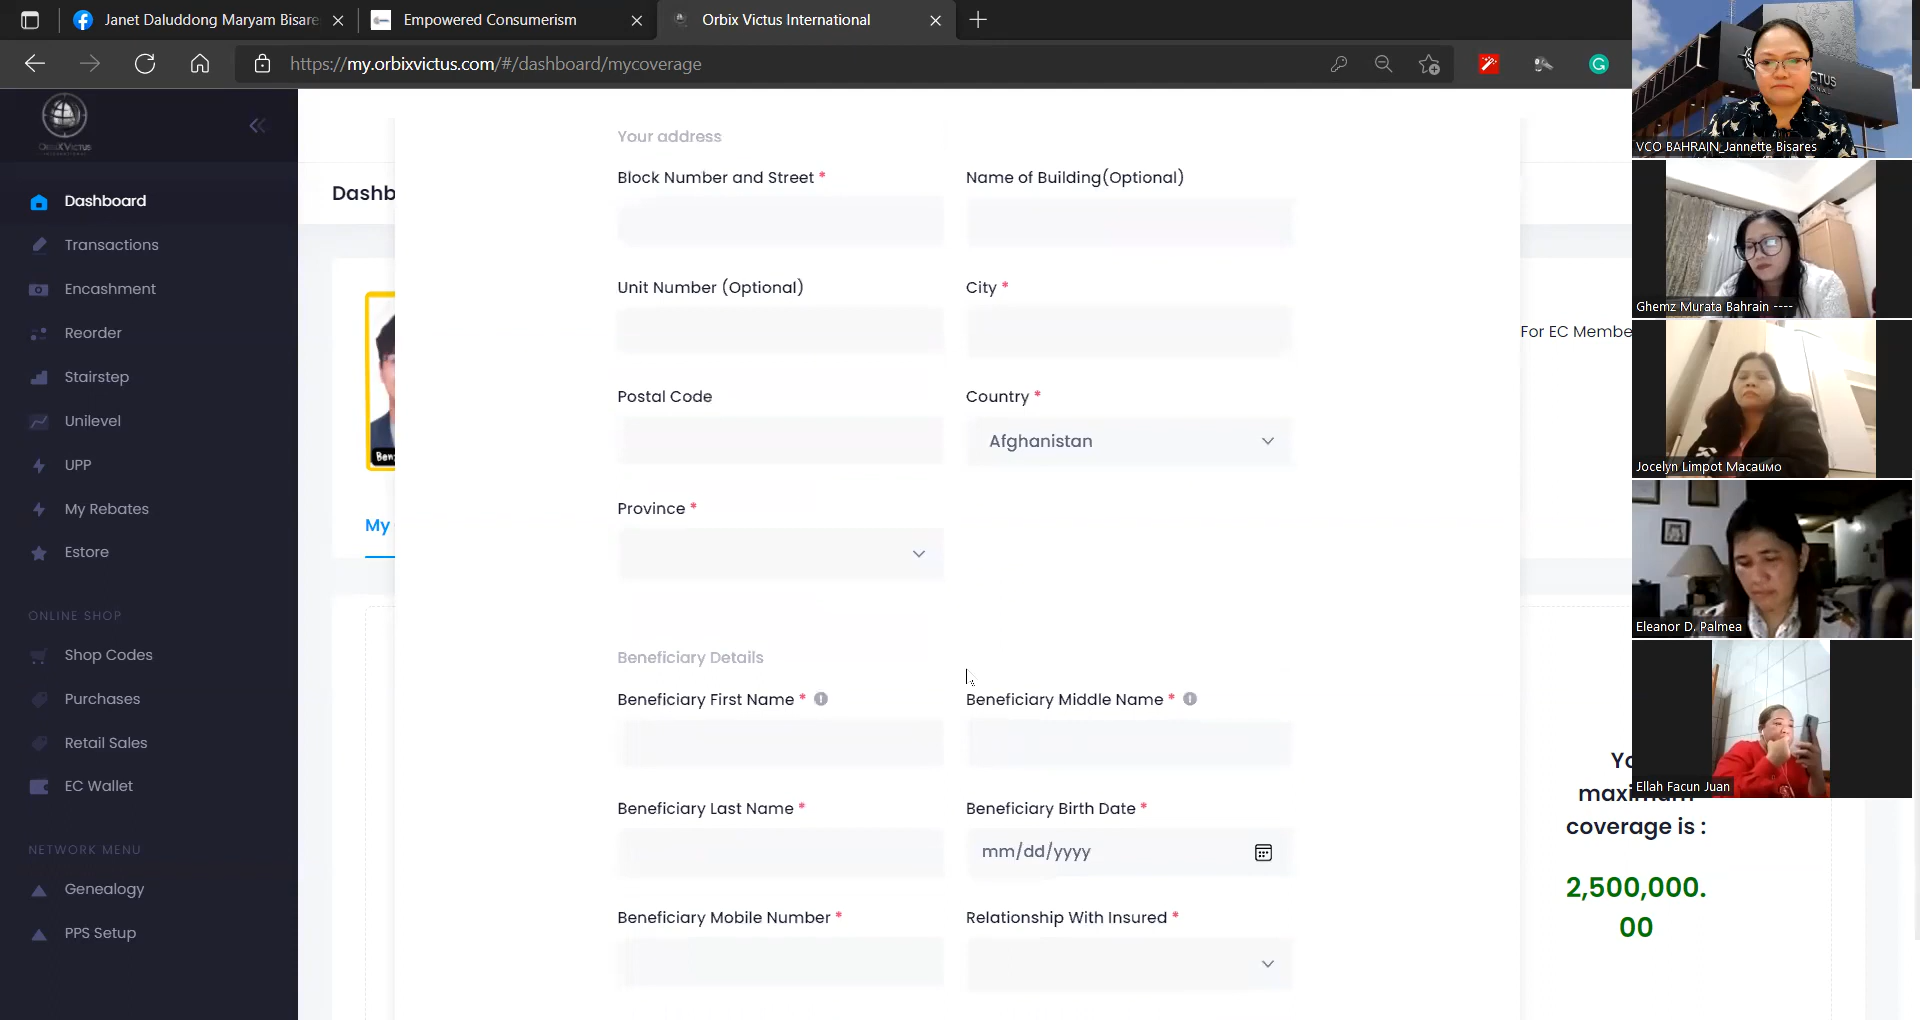 Janet Daluddong Maryam Bisare
Empowered Consumerism
Orbix Victus International
https://my.orbixvictus.com/#/dashboard/mycoverage
Dashboard
Transactions
Encashment
Reorder
Stairstep
Unilevel
UPP
My Rebates
Estore
ONLINE SHOP
Shop Codes
Purchases
Retail Sales
EC Wallet
NETWORK MENU
Genealogy
PPS Setup
Dashb
My
Your address
Block Number and Street *
Name of Building(Optional)
Unit Number (Optional)
City *
Postal Code
Country *
Afghanistan
Province *
Beneficiary Details
Beneficiary First Name *
Beneficiary Middle Name *
Beneficiary Last Name *
Beneficiary Birth Date *
mm/dd/yyyy
Beneficiary Mobile Number *
Relationship With Insured *
For EC Membe
Yo
maximum
coverage is :
2,500,000.
00
VCO BAHRAIN_Jannette Bisares
Ghemz Murata Bahrain ----
Jocelyn Limpot Macaumo
Eleanor D. Palmea
Ellah Facun Juan